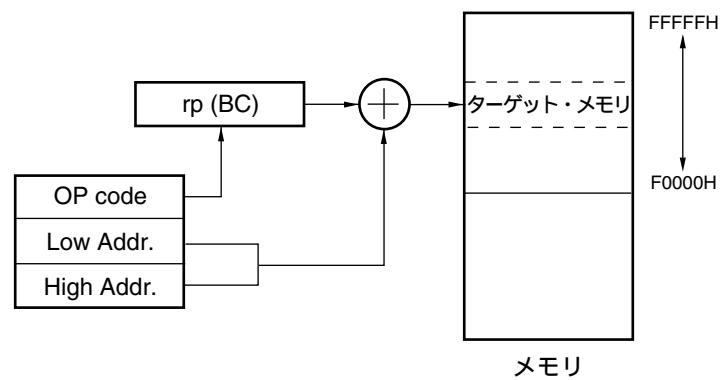 FFFFFH
rp (BC)
ターゲット・メモリ
F0000H
OP code
Low Addr.
High Addr.
メモリ